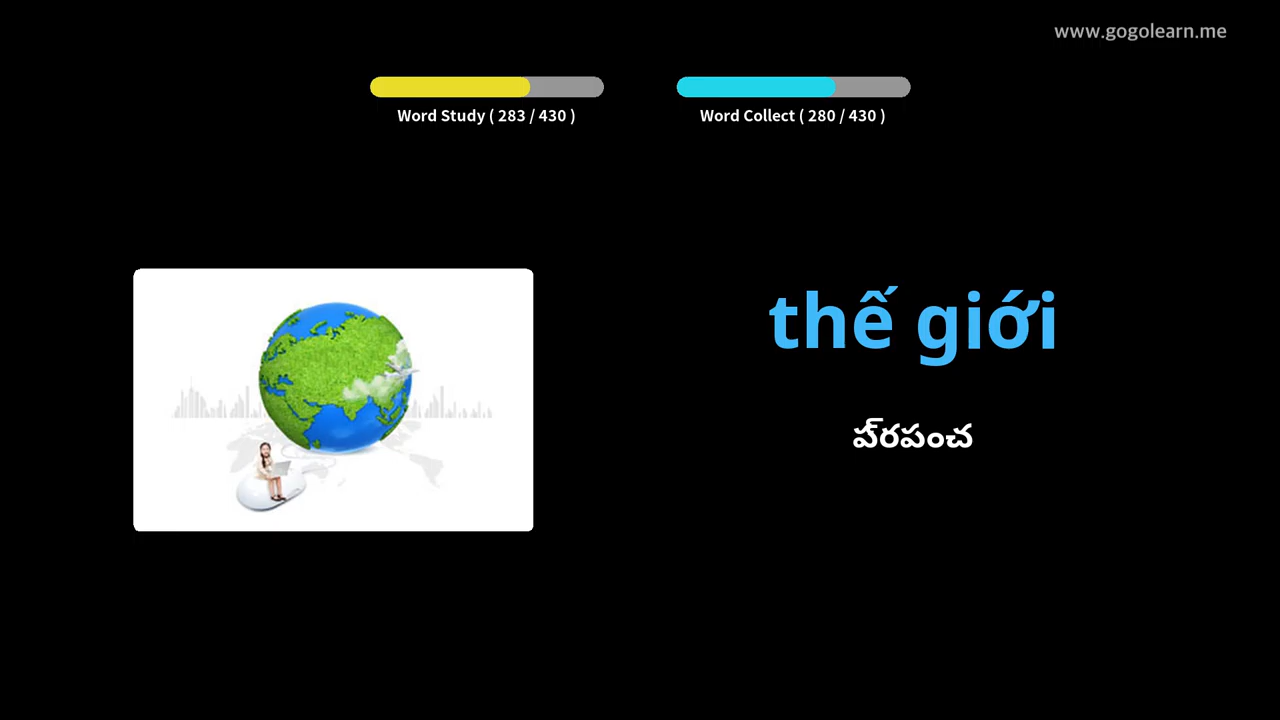 www.gogolearn.me
Word Study ( 283 / 430 )
Word Collect ( 280 / 430 )
thế giới
ప్రపంచ